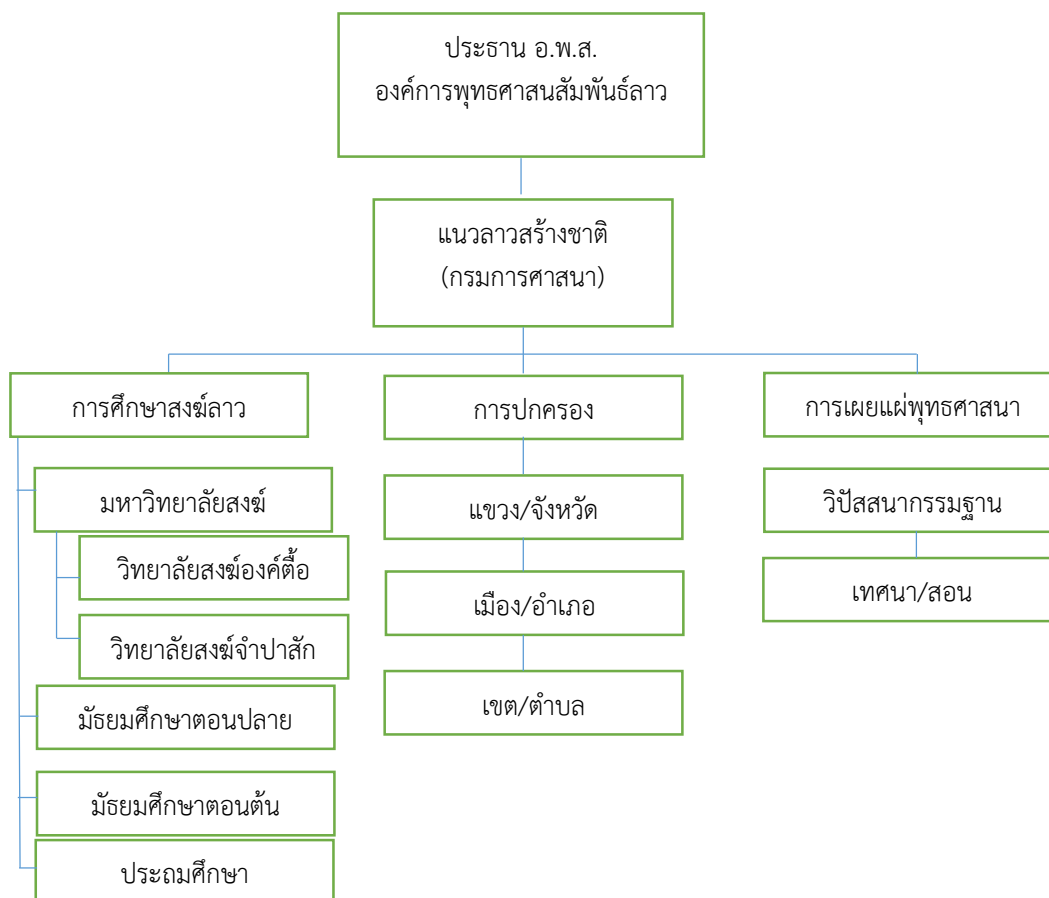 ประธาน อ.พ.ส.
องค์การพุทธศาสนสัมพันธ์ลาว
แนวลาวสร้างชาติ
(กรมการศาสนา)
การศึกษาสงฆ์ลาว
มหาวิทยาลัยสงฆ์
วิทยาลัยสงฆ์องค์ตื้อ
วิทยาลัยสงฆ์จำปาสัก
มัธยมศึกษาตอนปลาย
มัธยมศึกษาตอนต้น
ประถมศึกษา
การปกครอง
แขวง/จังหวัด
เมือง/อำเภอ
เขต/ตำบล
การเผยแผ่พุทธศาสนา
วิปัสสนากรรมฐาน
เทศนา/สอน